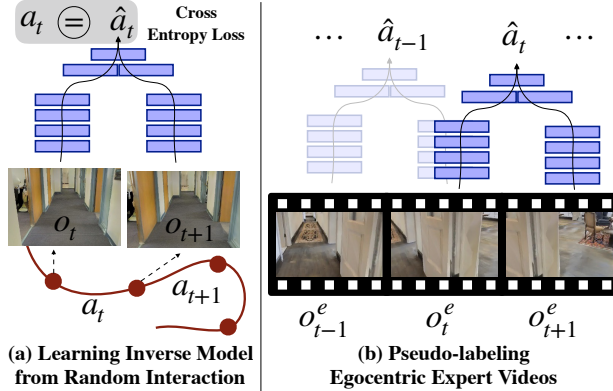 a_t = â_t
Cross
Entropy Loss
o_t
o_{t+1}
a_t
a_{t+1}
(a) Learning Inverse Model
from Random Interaction
... â_{t-1} â_t ...
o^e_{t-1} o^e_t o^e_{t+1}
(b) Pseudo-labeling
Egocentric Expert Videos